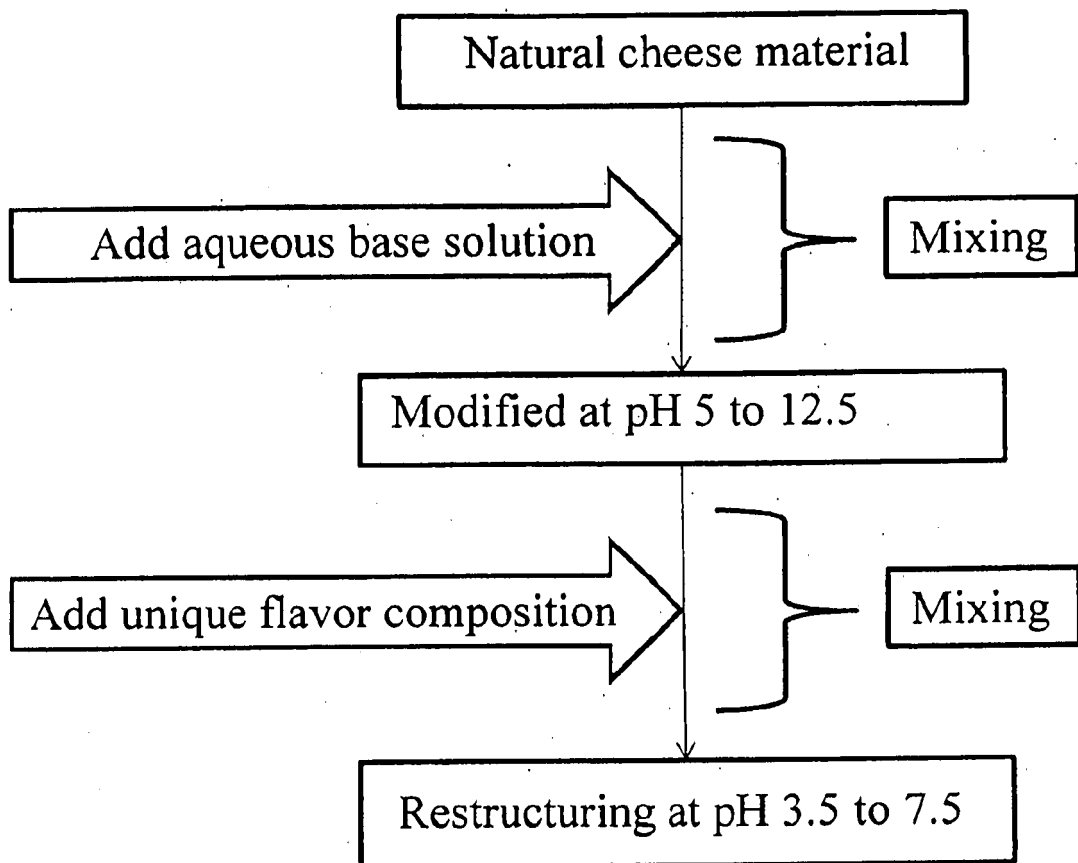 Natural cheese material
Add aqueous base solution
Mixing
Modified at pH 5 to 12.5
Add unique flavor composition
Mixing
Restructuring at pH 3.5 to 7.5